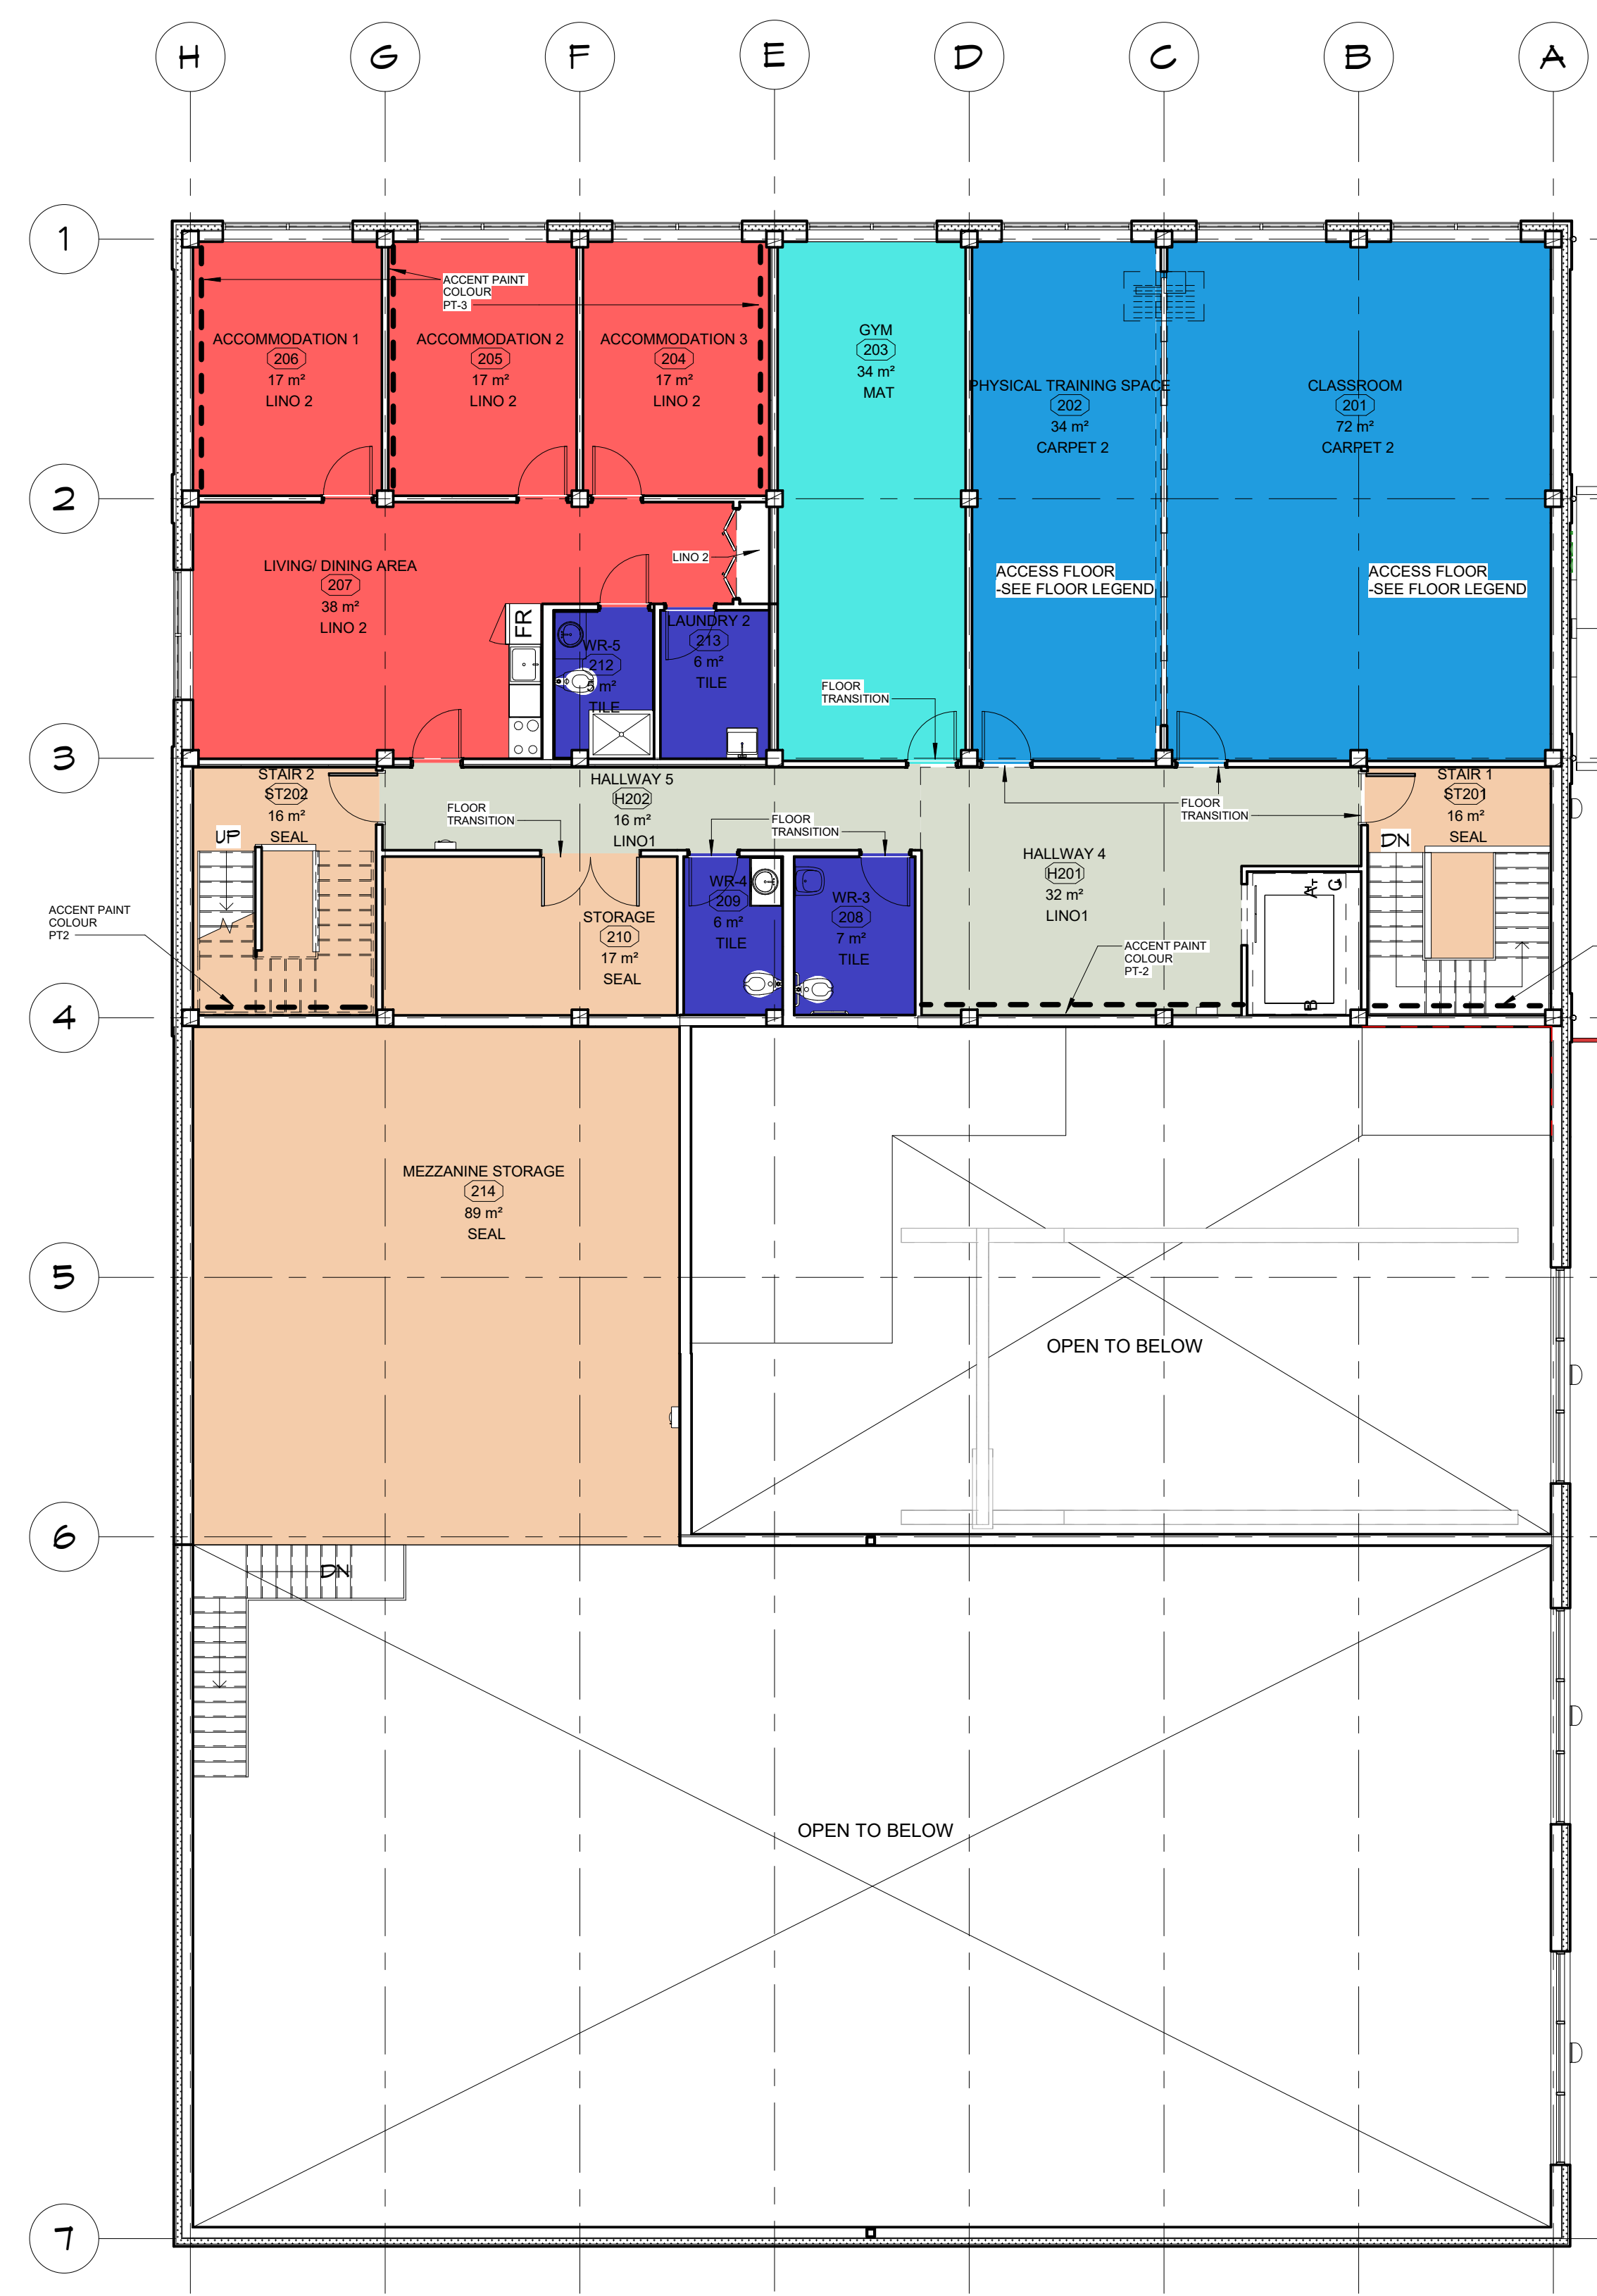 H G F E D C B A
1
ACCENT PAINT
COLOUR
PT-3
ACCOMMODATION 1
206
17 m²
LINO 2
ACCOMMODATION 2
205
17 m²
LINO 2
ACCOMMODATION 3
204
17 m²
LINO 2
GYM
203
34 m²
MAT
PHYSICAL TRAINING SPACE
202
34 m²
CARPET 2
CLASSROOM
201
72 m²
CARPET 2
2
LIVING/ DINING AREA
207
38 m²
LINO 2
LINO 2
FR
WR-5
212
5 m²
TILE
LAUNDRY 2
213
6 m²
TILE
ACCESS FLOOR
-SEE FLOOR LEGEND
ACCESS FLOOR
-SEE FLOOR LEGEND
FLOOR
TRANSITION
3
STAIR 2
ST202
16 m²
SEAL
UP
HALLWAY 5
H202
16 m²
LINO1
FLOOR
TRANSITION
FLOOR
TRANSITION
FLOOR
TRANSITION
STAIR 1
ST201
16 m²
SEAL
DN
HALLWAY 4
H201
32 m²
LINO1
ACCENT PAINT
COLOUR
PT2
STORAGE
210
17 m²
SEAL
WR-4
209
6 m²
TILE
WR-3
208
7 m²
TILE
ACCENT PAINT
COLOUR
PT-2
B
4
MEZZANINE STORAGE
214
89 m²
SEAL
5
OPEN TO BELOW
6
DN
OPEN TO BELOW
7